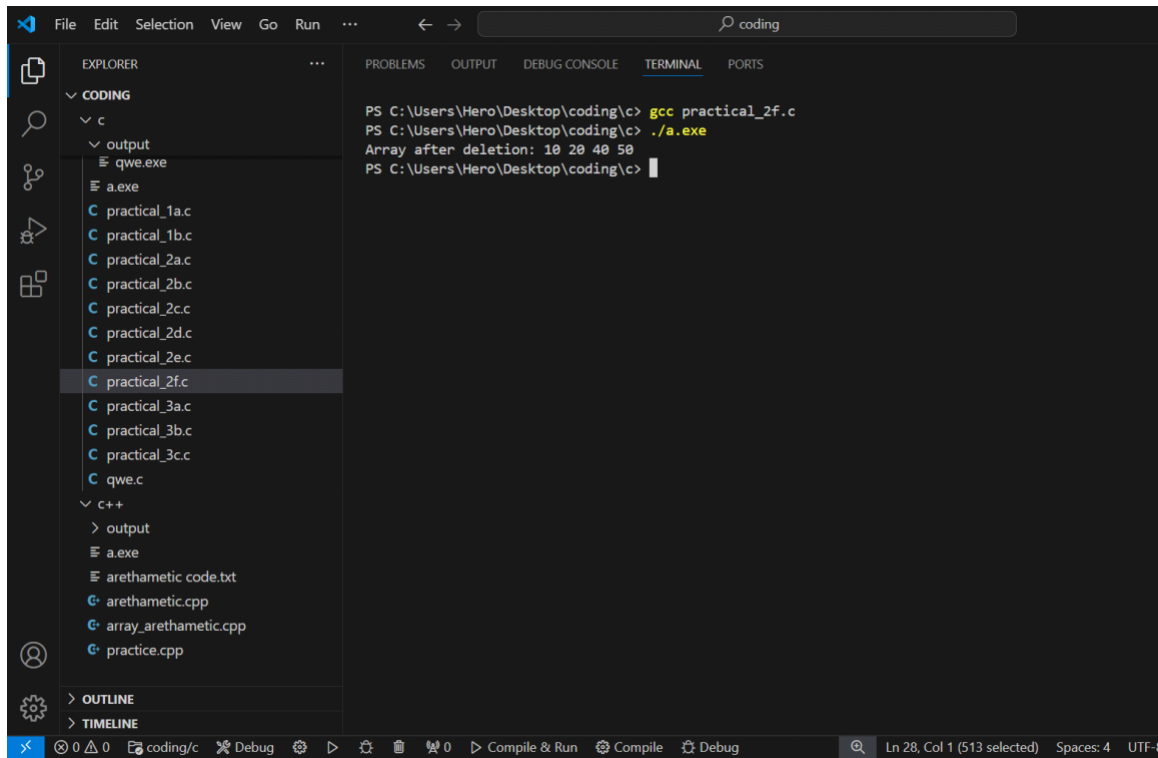 File Edit Selection View Go Run ··· coding
EXPLORER ···
CODING
c
output
qwe.exe
a.exe
practical_1a.c
practical_1b.c
practical_2a.c
practical_2b.c
practical_2c.c
practical_2d.c
practical_2e.c
practical_2f.c
practical_3a.c
practical_3b.c
practical_3c.c
qwe.c
c++
output
a.exe
arethametic code.txt
arethametic.cpp
array_arethametic.cpp
practice.cpp
OUTLINE
TIMELINE
PROBLEMS OUTPUT DEBUG CONSOLE TERMINAL PORTS
PS C:\Users\Hero\Desktop\coding\c> gcc practical_2f.c
PS C:\Users\Hero\Desktop\coding\c> ./a.exe
Array after deletion: 10 20 40 50
PS C:\Users\Hero\Desktop\coding\c>
0 0 coding/c Debug 0 Compile & Run Compile Debug Ln 28, Col 1 (513 selected) Spaces: 4 UTF-